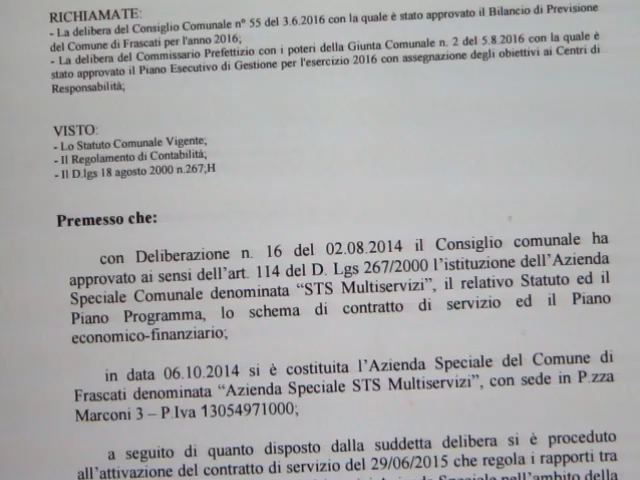 RICHIAMATE:
- La delibera del Consiglio Comunale n° 55 del 3.6.2016 con la quale è stato approvato il Bilancio di Previsione
del Comune di Frascati per l'anno 2016;
- La delibera del Commissario Prefettizio con i poteri della Giunta Comunale n. 2 del 5.8.2016 con la quale è
stato approvato il Piano Esecutivo di Gestione per l'esercizio 2016 con assegnazione degli obiettivi ai Centri di
Responsabilità;
VISTO:
- Lo Statuto Comunale Vigente;
- Il Regolamento di Contabilità;
- Il D.lgs 18 agosto 2000 n.267;H
Premesso che:
con Deliberazione n. 16 del 02.08.2014 il Consiglio comunale ha
approvato ai sensi dell'art. 114 del D. Lgs 267/2000 l'istituzione dell'Azienda
Speciale Comunale denominata “STS Multiservizi”, il relativo Statuto ed il
Piano Programma, lo schema di contratto di servizio ed il Piano
economico-finanziario;
in data 06.10.2014 si è costituita l'Azienda Speciale del Comune di
Frascati denominata “Azienda Speciale STS Multiservizi”, con sede in P.zza
Marconi 3 – P.Iva 13054971000;
a seguito di quanto disposto dalla suddetta delibera si è proceduto
all'attivazione del contratto di servizio del 29/06/2015 che regola i rapporti tra
Speciale nell'ambito della